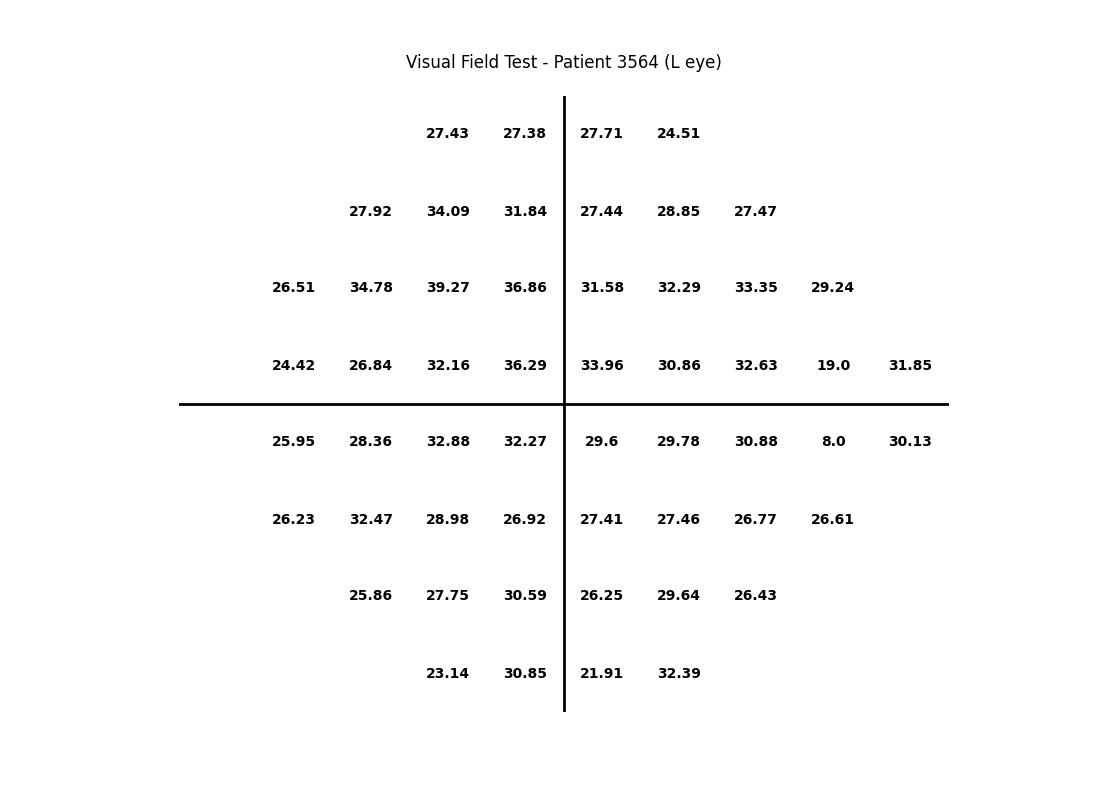 Visual Field Test - Patient 3564 (L eye)
27.43 27.38 27.71 24.51
27.92 34.09 31.84 27.44 28.85 27.47
26.51 34.78 39.27 36.86 31.58 32.29 33.35 29.24
24.42 26.84 32.16 36.29 33.96 30.86 32.63 19.0 31.85
25.95 28.36 32.88 32.27 29.6 29.78 30.88 8.0 30.13
26.23 32.47 28.98 26.92 27.41 27.46 26.77 26.61
25.86 27.75 30.59 26.25 29.64 26.43
23.14 30.85 21.91 32.39